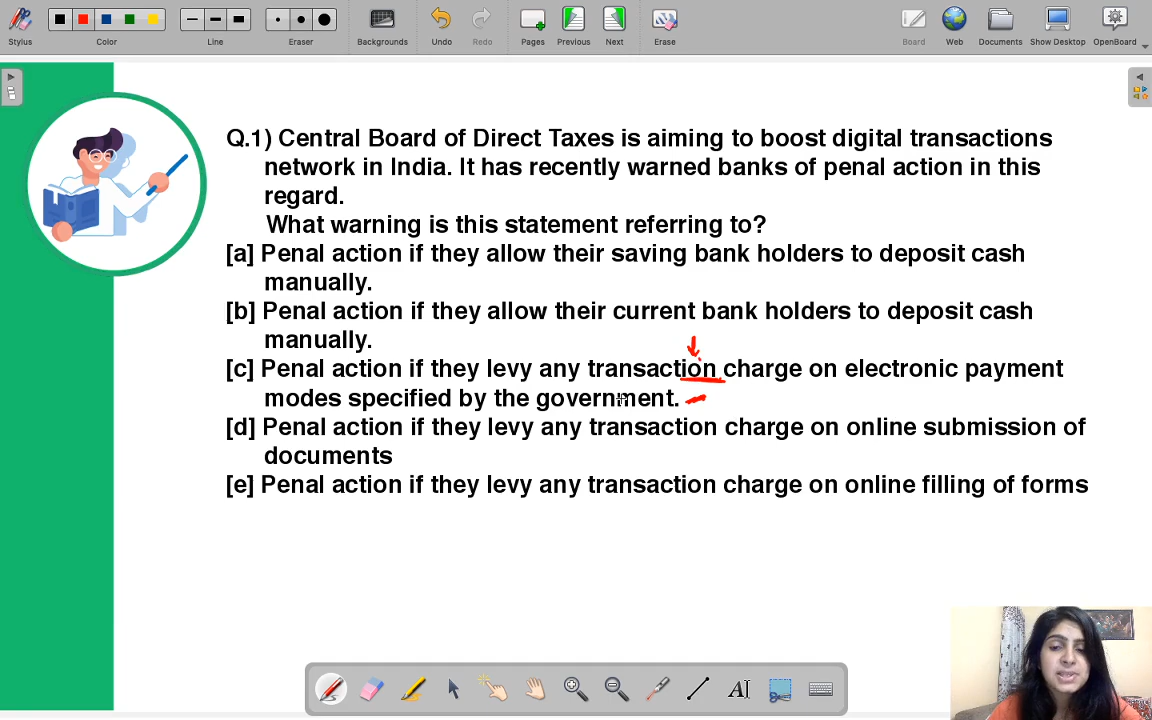 Stylus
Color
Line
Eraser
Backgrounds
Undo
Redo
Pages
Previous
Next
Erase
Board
Web
Documents
Show Desktop
OpenBoard
Q.1) Central Board of Direct Taxes is aiming to boost digital transactions
network in India. It has recently warned banks of penal action in this
regard.
What warning is this statement referring to?
[a] Penal action if they allow their saving bank holders to deposit cash
manually.
[b] Penal action if they allow their current bank holders to deposit cash
manually.
[c] Penal action if they levy any transaction charge on electronic payment
modes specified by the government.
[d] Penal action if they levy any transaction charge on online submission of
documents
[e] Penal action if they levy any transaction charge on online filling of forms
AI